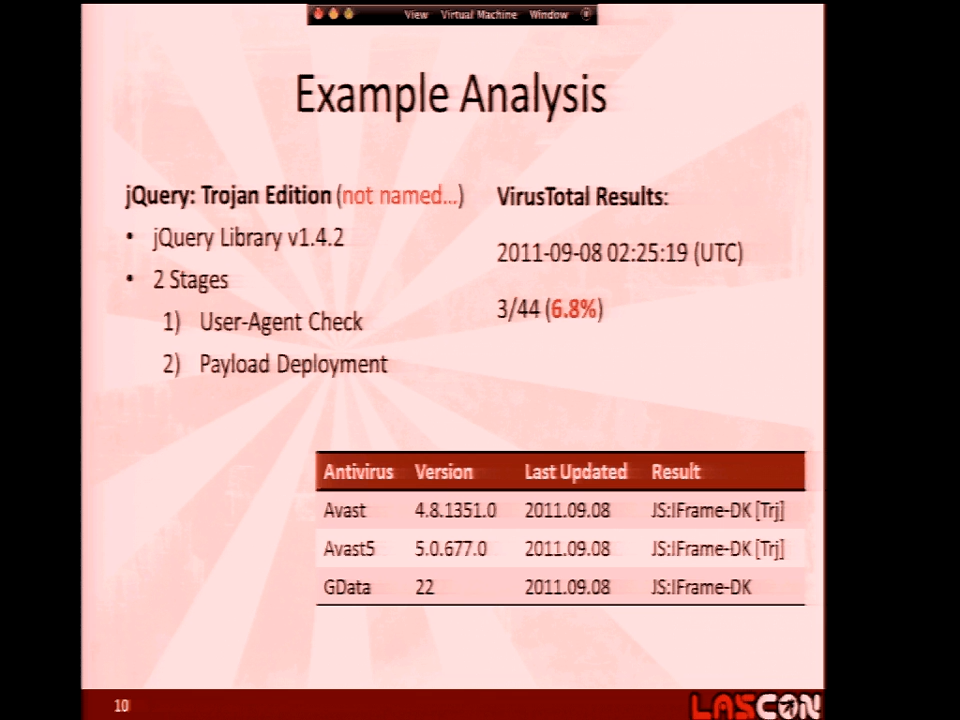 View Virtual Machine Window
Example Analysis
jQuery: Trojan Edition (not named...)
• jQuery Library v1.4.2
• 2 Stages
1) User-Agent Check
2) Payload Deployment
VirusTotal Results:
2011-09-08 02:25:19 (UTC)
3/44 (6.8%)
Antivirus Version Last Updated Result
Avast 4.8.1351.0 2011.09.08 JS:IFrame-DK [Trj]
Avast5 5.0.677.0 2011.09.08 JS:IFrame-DK [Trj]
GData 22 2011.09.08 JS:IFrame-DK
10
LASCON